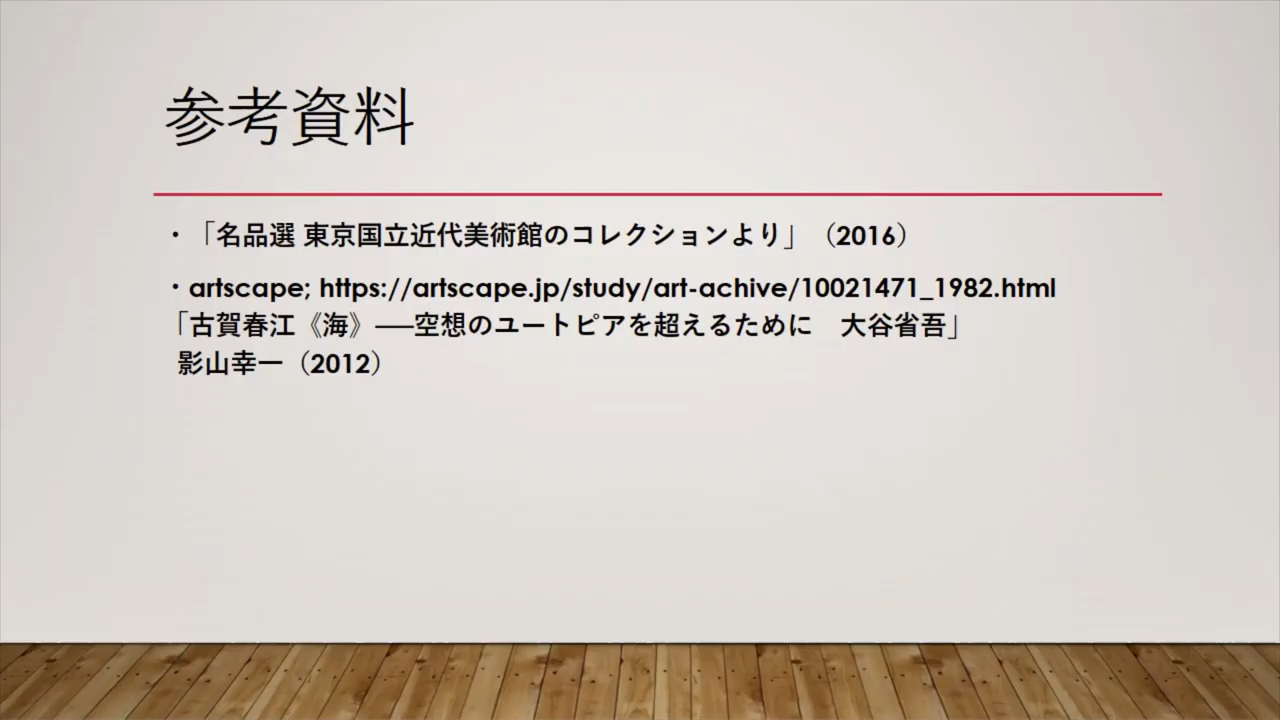 参考資料
・「名品選 東京国立近代美術館のコレクションより」（2016）
・artscape; https://artscape.jp/study/art-achive/10021471_1982.html
「古賀春江《海》──空想のユートピアを超えるために　大谷省吾」
影山幸一（2012）